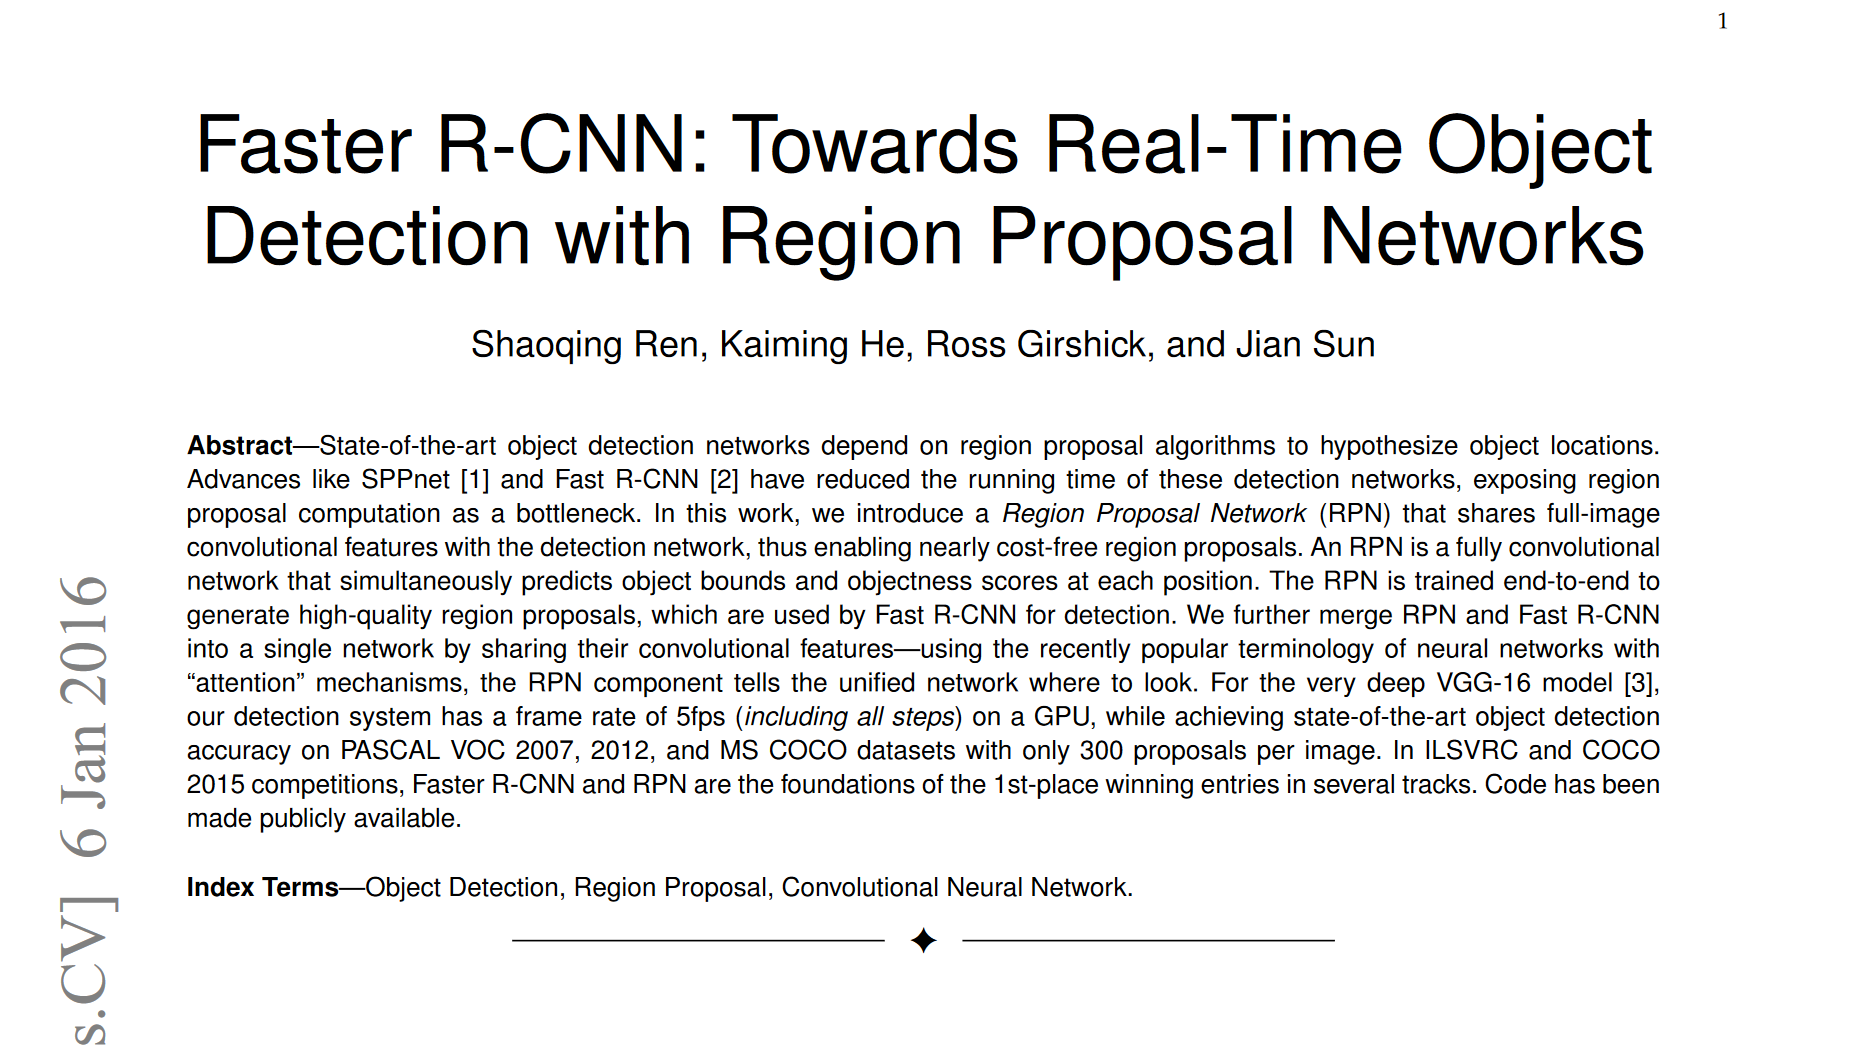 1
Faster R-CNN: Towards Real-Time Object
Detection with Region Proposal Networks
Shaoqing Ren, Kaiming He, Ross Girshick, and Jian Sun
Abstract—State-of-the-art object detection networks depend on region proposal algorithms to hypothesize object locations.
Advances like SPPnet [1] and Fast R-CNN [2] have reduced the running time of these detection networks, exposing region
proposal computation as a bottleneck. In this work, we introduce a Region Proposal Network (RPN) that shares full-image
convolutional features with the detection network, thus enabling nearly cost-free region proposals. An RPN is a fully convolutional
network that simultaneously predicts object bounds and objectness scores at each position. The RPN is trained end-to-end to
generate high-quality region proposals, which are used by Fast R-CNN for detection. We further merge RPN and Fast R-CNN
into a single network by sharing their convolutional features—using the recently popular terminology of neural networks with
“attention” mechanisms, the RPN component tells the unified network where to look. For the very deep VGG-16 model [3],
our detection system has a frame rate of 5fps (including all steps) on a GPU, while achieving state-of-the-art object detection
accuracy on PASCAL VOC 2007, 2012, and MS COCO datasets with only 300 proposals per image. In ILSVRC and COCO
2015 competitions, Faster R-CNN and RPN are the foundations of the 1st-place winning entries in several tracks. Code has been
made publicly available.
Index Terms—Object Detection, Region Proposal, Convolutional Neural Network.
s.CV] 6 Jan 2016